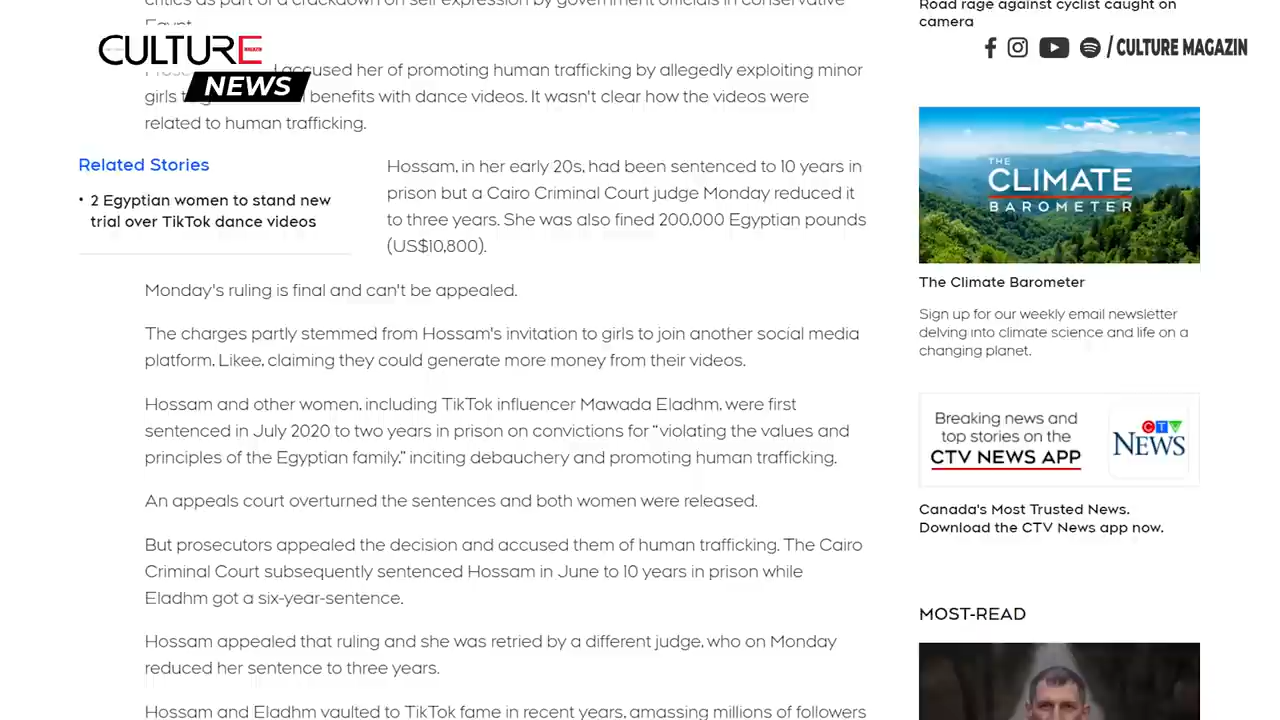 critics as part of a crackdown on self expression by government officials in conservative
Egypt.
accused her of promoting human trafficking by allegedly exploiting minor
girls benefits with dance videos. It wasn't clear how the videos were
related to human trafficking.
CULTURE
NEWS
Related Stories
• 2 Egyptian women to stand new
trial over TikTok dance videos
Hossam, in her early 20s, had been sentenced to 10 years in
prison but a Cairo Criminal Court judge Monday reduced it
to three years. She was also fined 200,000 Egyptian pounds
(US$10,800).
Monday's ruling is final and can't be appealed.
The charges partly stemmed from Hossam's invitation to girls to join another social media
platform, Likee, claiming they could generate more money from their videos.
Hossam and other women, including TikTok influencer Mawada Eladhm, were first
sentenced in July 2020 to two years in prison on convictions for "violating the values and
principles of the Egyptian family," inciting debauchery and promoting human trafficking.
An appeals court overturned the sentences and both women were released.
But prosecutors appealed the decision and accused them of human trafficking. The Cairo
Criminal Court subsequently sentenced Hossam in June to 10 years in prison while
Eladhm got a six-year-sentence.
Hossam appealed that ruling and she was retried by a different judge, who on Monday
reduced her sentence to three years.
Hossam and Eladhm vaulted to TikTok fame in recent years, amassing millions of followers
Road rage against cyclist caught on
camera
/ CULTURE MAGAZIN
THE
CLIMATE
BAROMETER
The Climate Barometer
Sign up for our weekly email newsletter
delving into climate science and life on a
changing planet.
Breaking news and
top stories on the
CTV NEWS APP
CTV
NEWS
Canada's Most Trusted News.
Download the CTV News app now.
MOST-READ